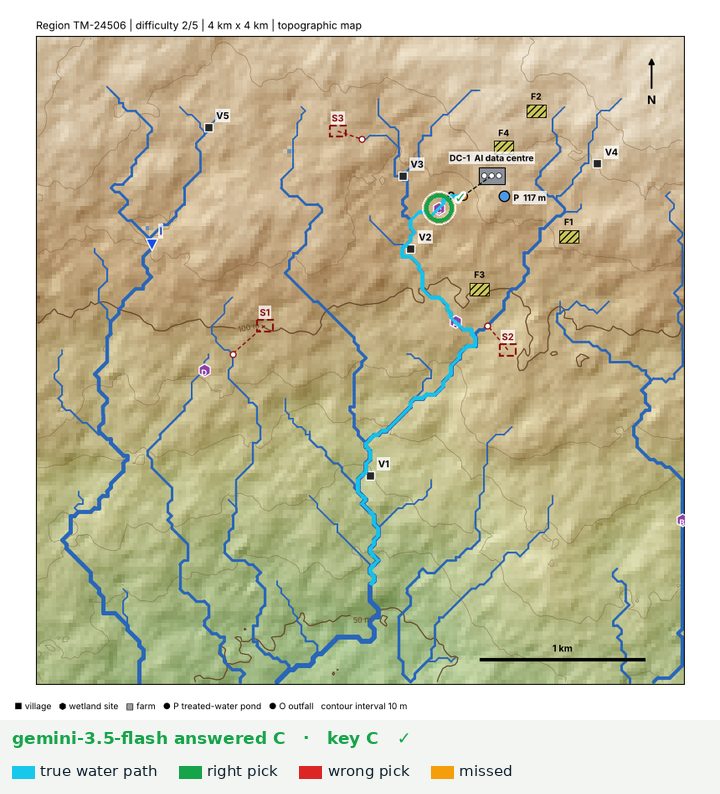 Region TM-24506 | difficulty 2/5 | 4 km x 4 km | topographic map
N
F2
V5
S3
F4
DC-1 AI data centre
V4
V3
P 117 m
V2
F1
I
F3
S1
100 m
S2
D
V1
B
50 m
1 km
village wetland site farm P treated-water pond O outfall contour interval 10 m
gemini-3.5-flash answered C · key C ✓
true water path right pick wrong pick missed